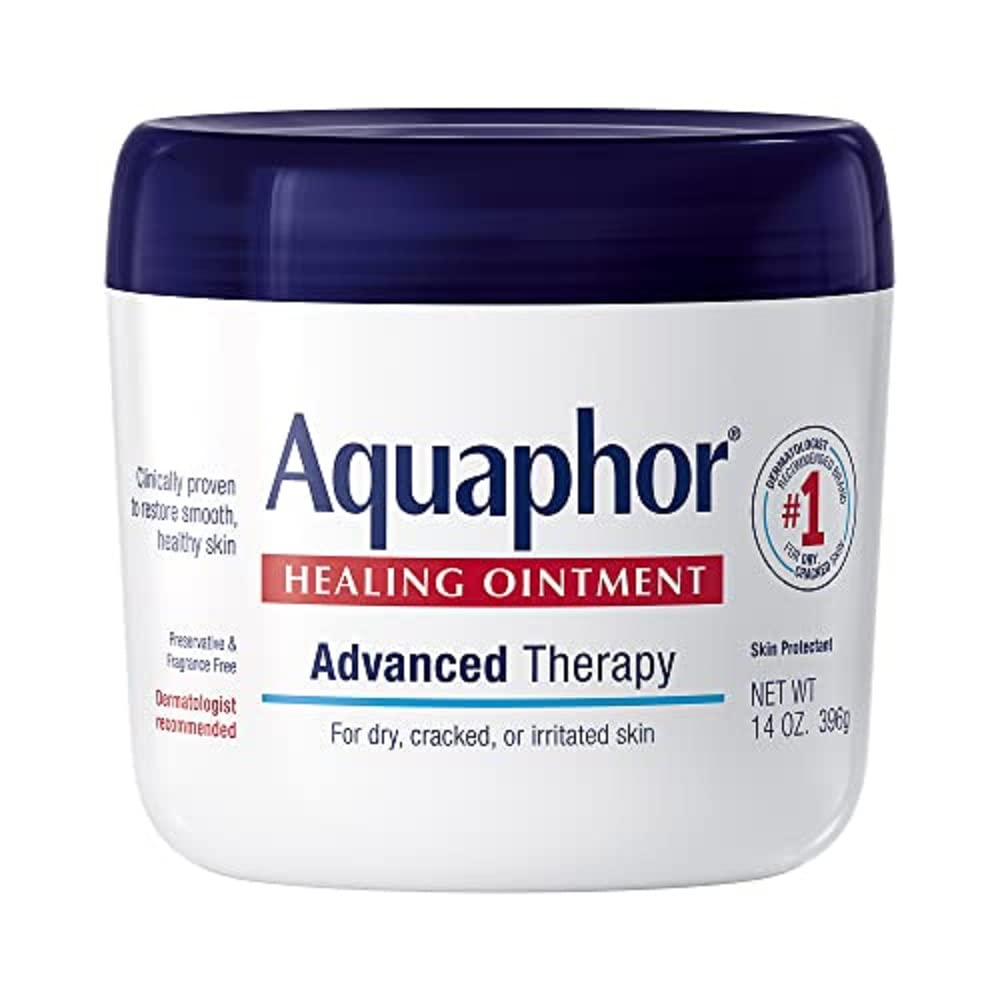 Aquaphor®
HEALING OINTMENT
Advanced Therapy
For dry, cracked, or irritated skin
Clinically proven
to restore smooth,
healthy skin
Preservative &
Fragrance Free
Dermatologist
recommended
DERMATOLOGIST
RECOMMENDED BRAND
#1
FOR DRY
CRACKED SKIN
Skin Protectant
NET WT
14 OZ. 396g